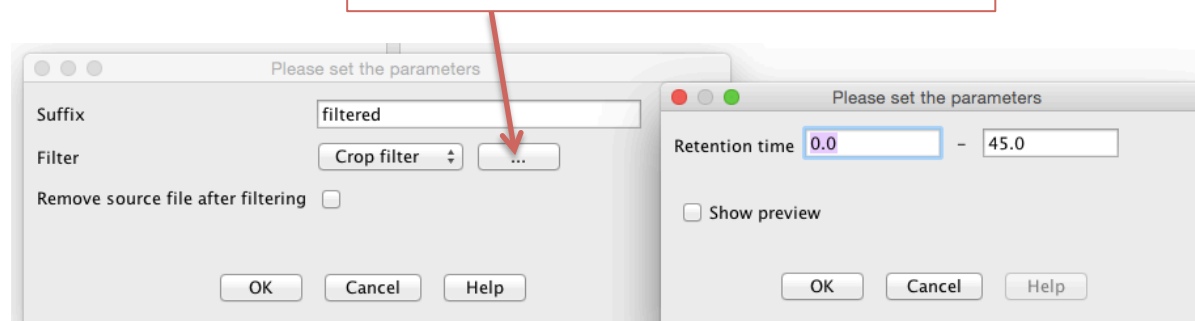 Please set the parameters
Suffix filtered
Filter Crop filter ...
Remove source file after filtering
OK Cancel Help
Please set the parameters
Retention time 0.0 - 45.0
Show preview
OK Cancel Help